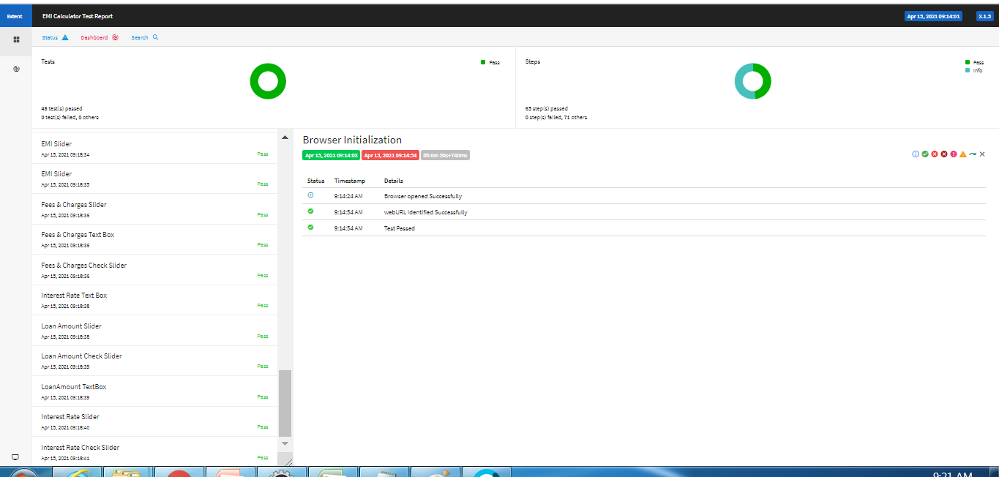 Extent
EMI Calculator Test Report
Apr 15, 2021 09:14:01
3.1.5
Status
Dashboard
Search
Tests
Pass
48 test(s) passed
0 test(s) failed, 0 others
Steps
Pass
Info
65 step(s) passed
0 step(s) failed, 71 others
EMI Slider
Apr 15, 2021 09:18:34
Pass
EMI Slider
Apr 15, 2021 09:18:35
Pass
Fees & Charges Slider
Apr 15, 2021 09:18:36
Pass
Fees & Charges Text Box
Apr 15, 2021 09:18:36
Pass
Fees & Charges Check Slider
Apr 15, 2021 09:18:36
Pass
Interest Rate Text Box
Apr 15, 2021 09:18:38
Pass
Loan Amount Slider
Apr 15, 2021 09:18:38
Pass
Loan Amount Check Slider
Apr 15, 2021 09:18:39
Pass
LoanAmount TextBox
Apr 15, 2021 09:18:39
Pass
Interest Rate Slider
Apr 15, 2021 09:18:40
Pass
Interest Rate Check Slider
Apr 15, 2021 09:18:41
Pass
Browser Initialization
Apr 15, 2021 09:14:03
Apr 15, 2021 09:14:54
0h 0m 50s+746ms
Status Timestamp Details
9:14:24 AM Browser opened Successfully
9:14:54 AM webURL Identified Successfully
9:14:54 AM Test Passed
9:21 AM